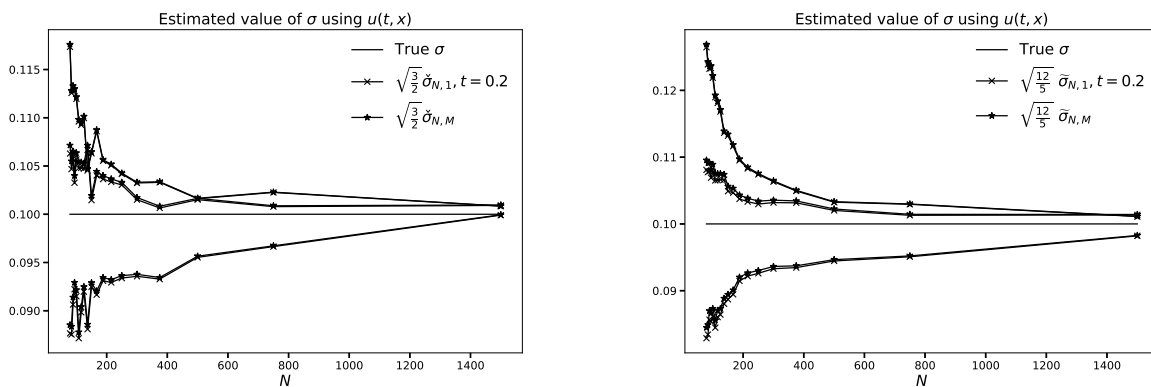 Estimated value of σ using u(t, x)
True σ
√(3/2) σ̌_{N,1}, t = 0.2
√(3/2) σ̌_{N,M}
0.115
0.110
0.105
0.100
0.095
0.090
200 400 600 800 1000 1200 1400
N
Estimated value of σ using u(t, x)
True σ
√(12/5) σ̃_{N,1}, t = 0.2
√(12/5) σ̃_{N,M}
0.12
0.11
0.10
0.09
200 400 600 800 1000 1200 1400
N